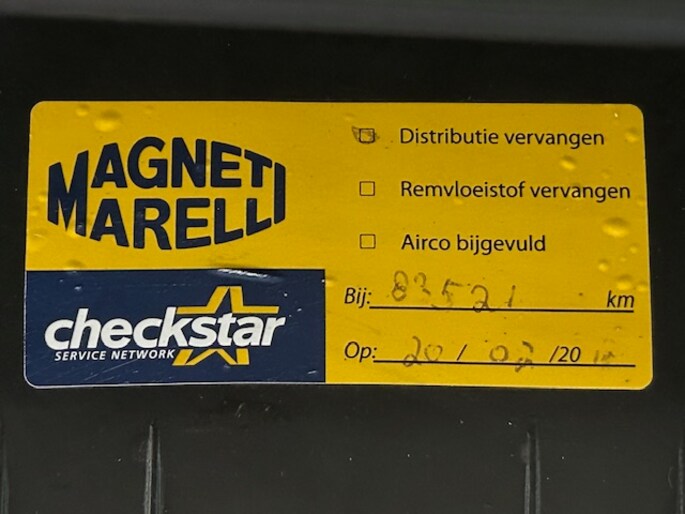 MAGNETI
MARELLI
checkstar
SERVICE NETWORK
Distributie vervangen
Remvloeistof vervangen
Airco bijgevuld
Bij: 83521 km
Op: 20 / 02 /20